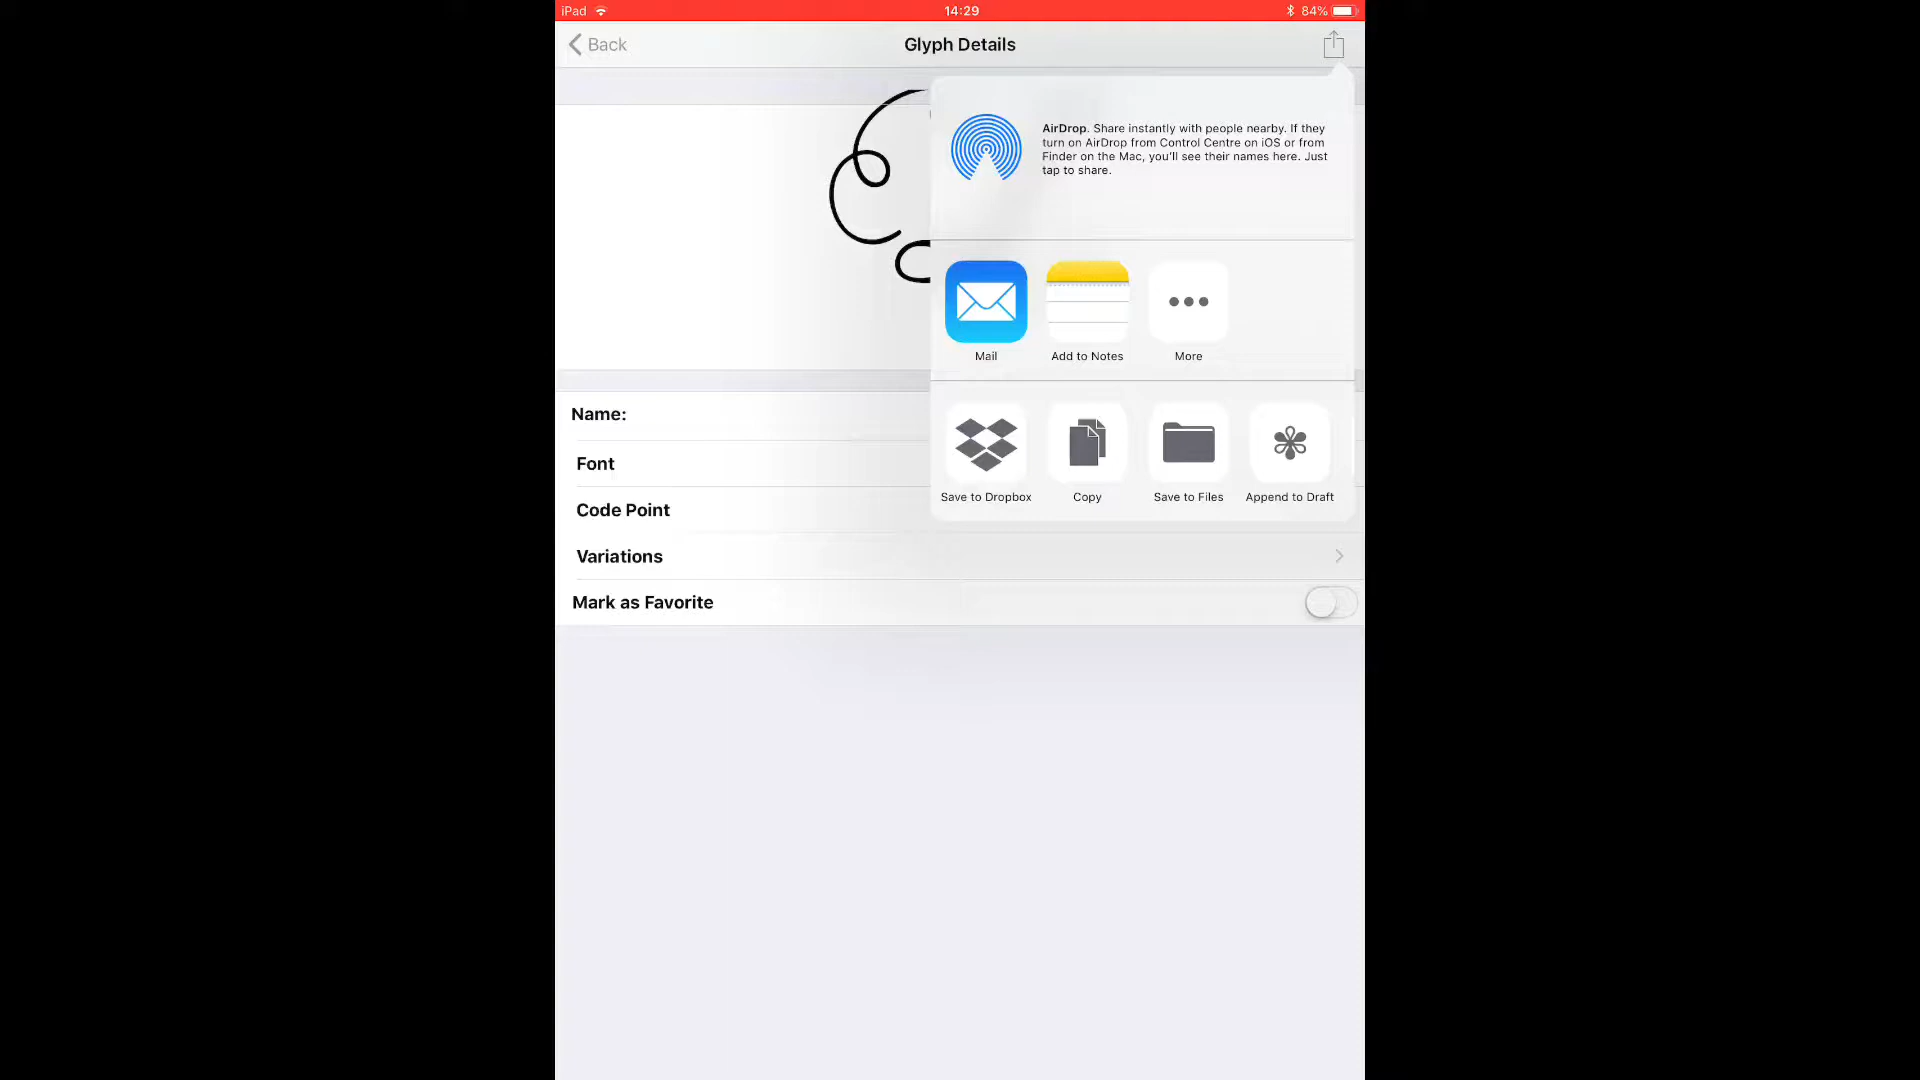 iPad 14:29 84%
Back Glyph Details
AirDrop. Share instantly with people nearby. If they
turn on AirDrop from Control Centre on iOS or from
Finder on the Mac, you'll see their names here. Just
tap to share.
Mail Add to Notes More
Name:
Font
Save to Dropbox Copy Save to Files Append to Draft
Code Point
Variations
Mark as Favorite